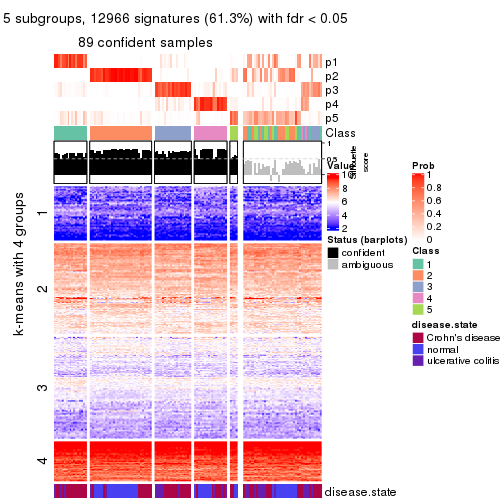 5 subgroups, 12966 signatures (61.3%) with fdr < 0.05
89 confident samples
p1
p2
p3
p4
p5
Class
1
0.5
Silhouette
score
k-means with 4 groups
1
2
3
4
disease.state
Value
10
8
6
4
2
Status (barplots)
confident
ambiguous
Prob
1
0.8
0.6
0.4
0.2
0
Class
1
2
3
4
5
disease.state
Crohn's disease
normal
ulcerative colitis